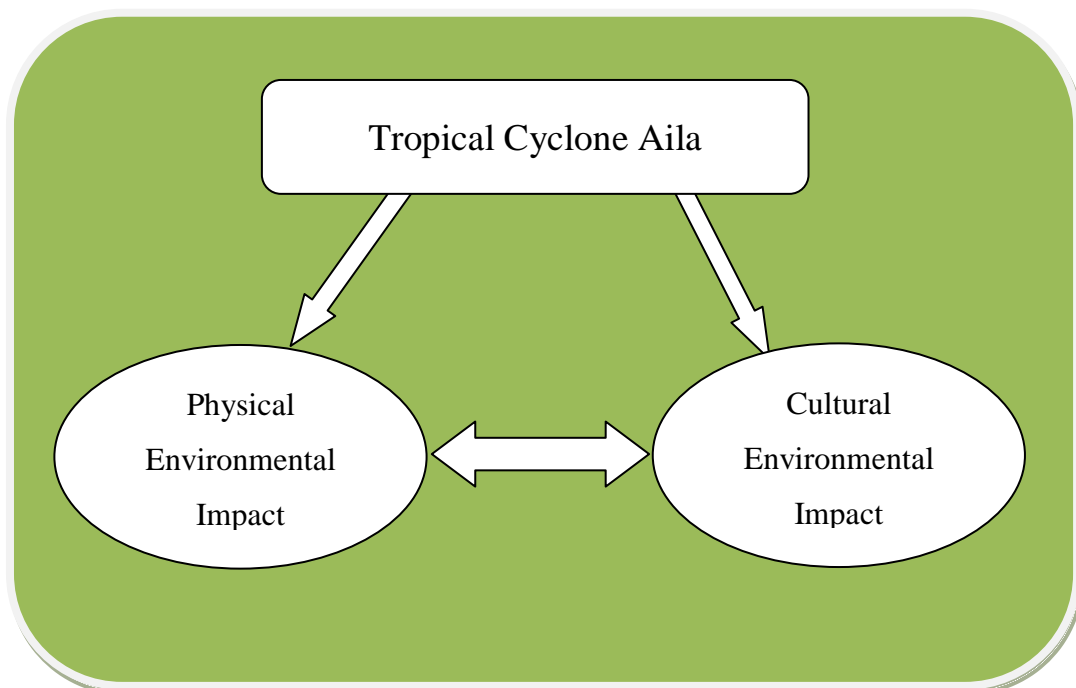 Tropical Cyclone Aila
Physical
Environmental
Impact
Cultural
Environmental
Impact